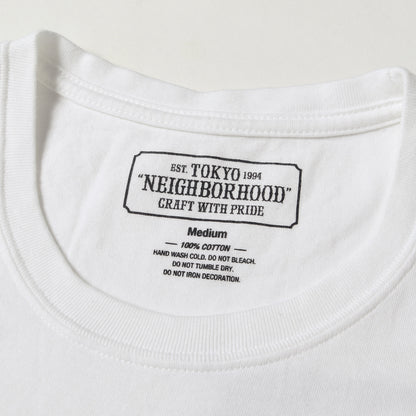 EST. TOKYO 1994
"NEIGHBORHOOD"
CRAFT WITH PRIDE
Medium
— 100% COTTON —
HAND WASH COLD. DO NOT BLEACH.
DO NOT TUMBLE DRY.
DO NOT IRON DECORATION.